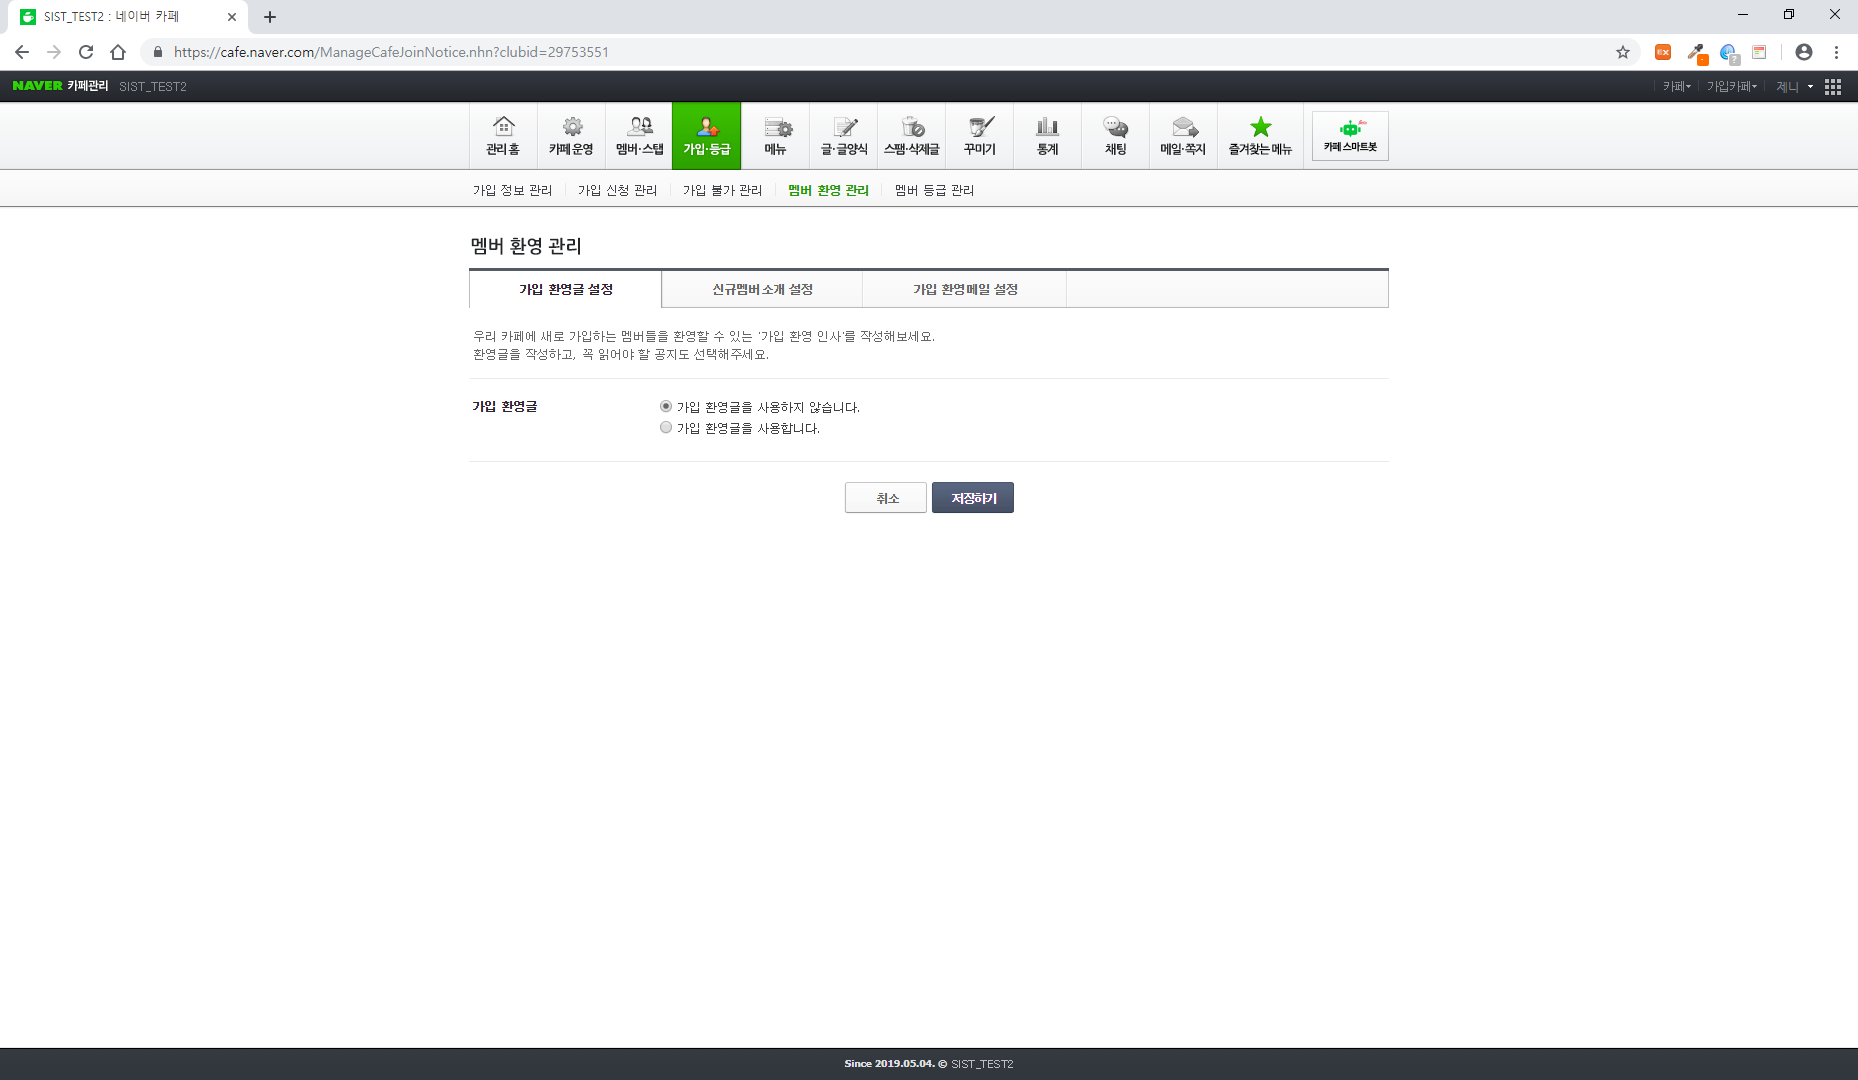 SIST_TEST2 : 네이버 카페
https://cafe.naver.com/ManageCafeJoinNotice.nhn?clubid=29753551
NAVER 카페관리 SIST_TEST2 카페 가입카페 제니
관리 홈 카페 운영 멤버·스탭 가입·등급 메뉴 글·글양식 스팸·삭제글 꾸미기 통계 채팅 메일·쪽지 즐겨찾는 메뉴 카페 스마트봇
가입 정보 관리 가입 신청 관리 가입 불가 관리 멤버 환영 관리 멤버 등급 관리
멤버 환영 관리
가입 환영글 설정 신규멤버 소개 설정 가입 환영메일 설정
우리 카페에 새로 가입하는 멤버들을 환영할 수 있는 '가입 환영 인사'를 작성해보세요.
환영글을 작성하고, 꼭 읽어야 할 공지도 선택해주세요.
가입 환영글 가입 환영글을 사용하지 않습니다.
가입 환영글을 사용합니다.
취소 저장하기
Since 2019.05.04. © SIST_TEST2